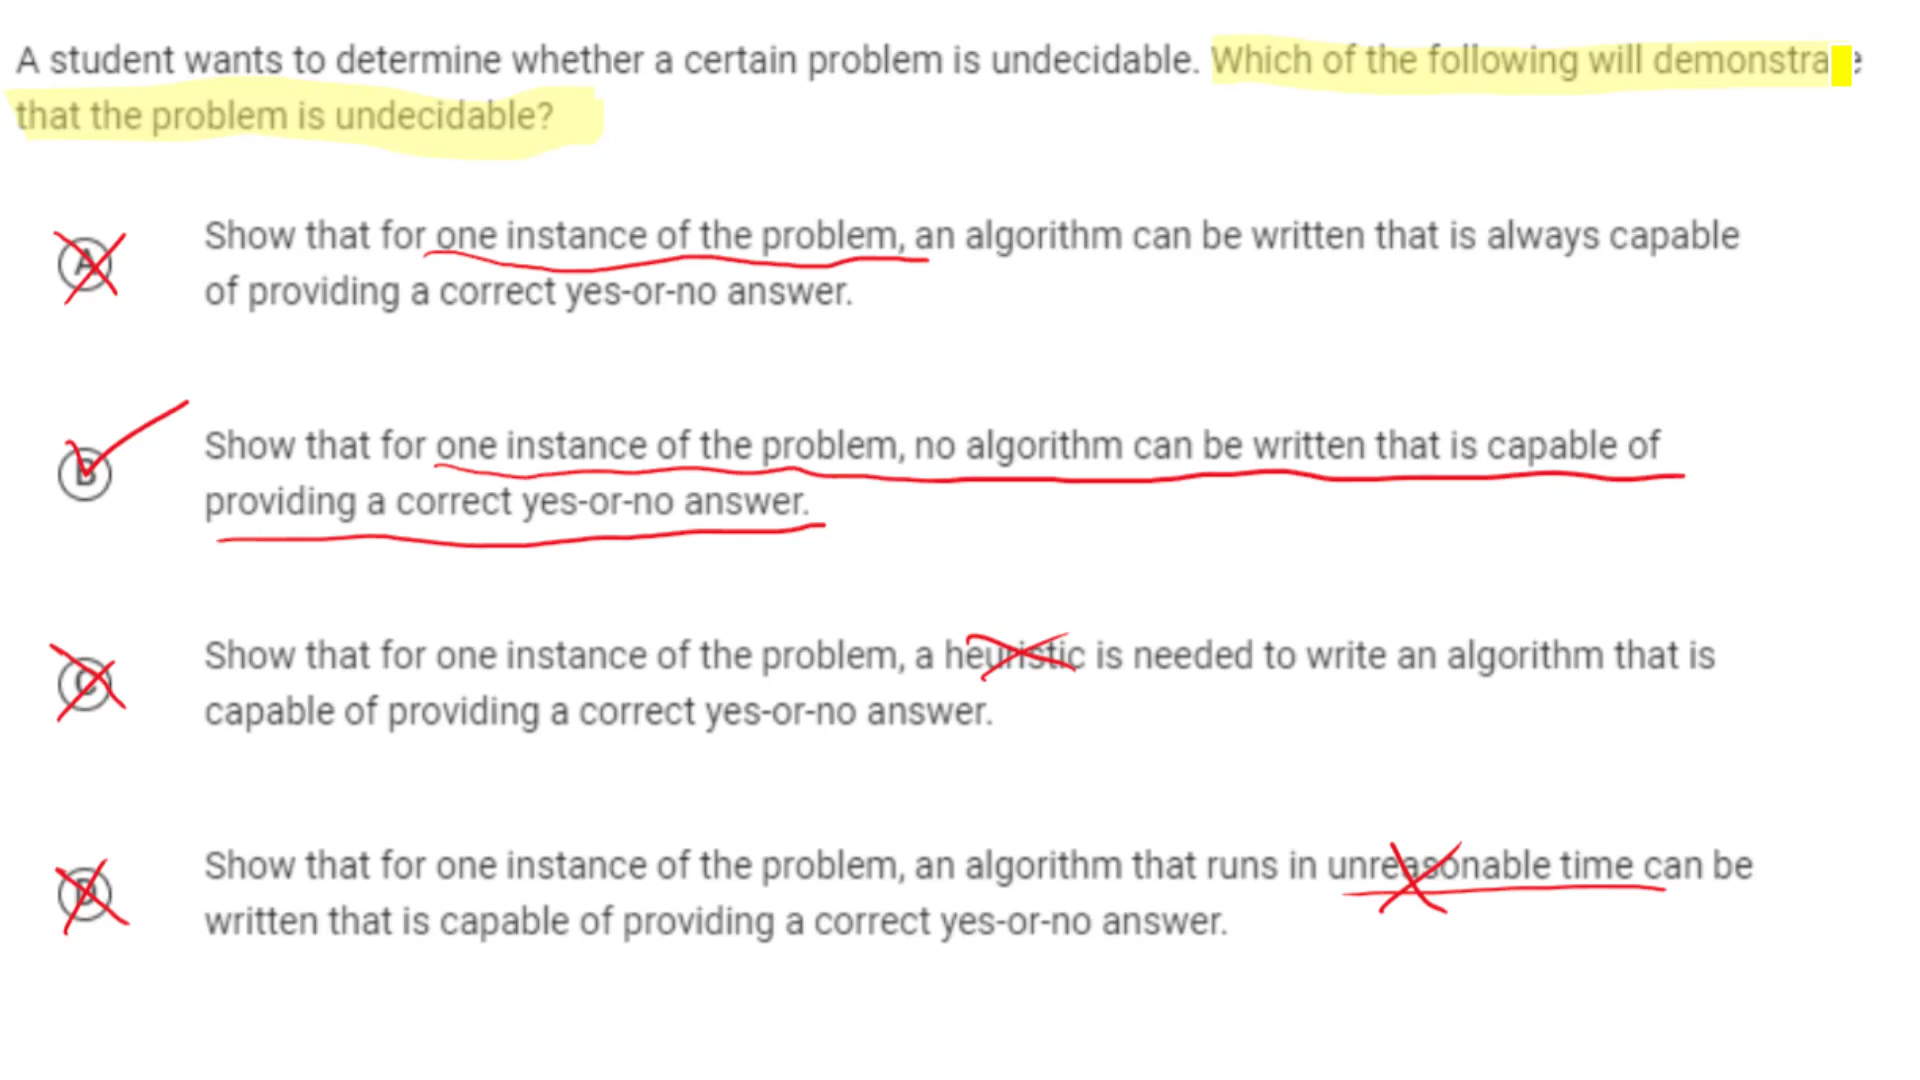 A student wants to determine whether a certain problem is undecidable. Which of the following will demonstrate
that the problem is undecidable?
A
Show that for one instance of the problem, an algorithm can be written that is always capable
of providing a correct yes-or-no answer.
B
Show that for one instance of the problem, no algorithm can be written that is capable of
providing a correct yes-or-no answer.
C
Show that for one instance of the problem, a heuristic is needed to write an algorithm that is
capable of providing a correct yes-or-no answer.
D
Show that for one instance of the problem, an algorithm that runs in unreasonable time can be
written that is capable of providing a correct yes-or-no answer.